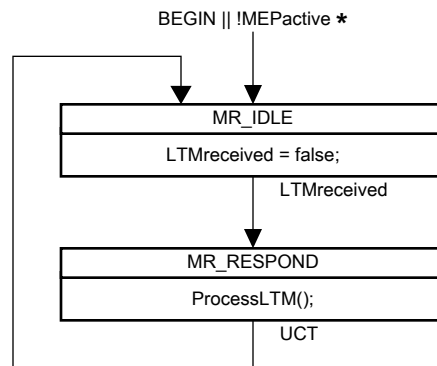 BEGIN || !MEPactive *
MR_IDLE
LTMreceived = false;
LTMreceived
MR_RESPOND
ProcessLTM();
UCT